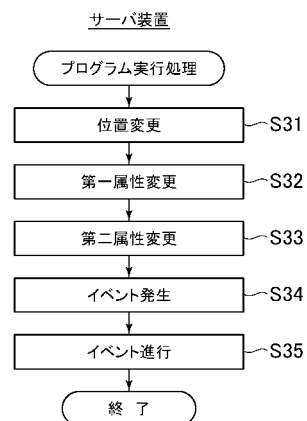 サーバ装置
プログラム実行処理
位置変更 S31
第一属性変更 S32
第二属性変更 S33
イベント発生 S34
イベント進行 S35
終 了